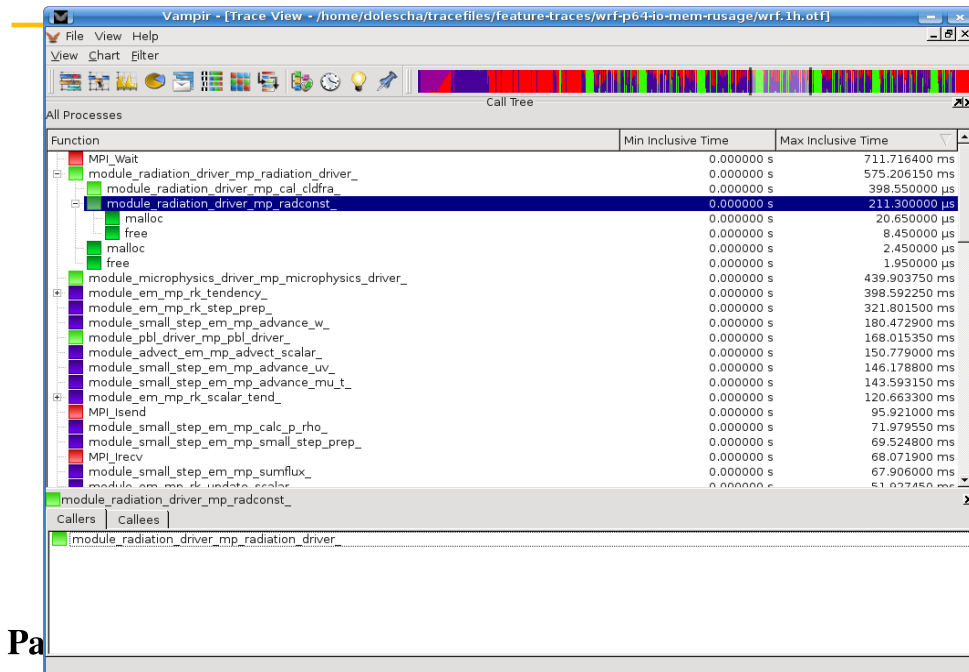 Vampir - [Trace View - /home/dolescha/tracefiles/feature-traces/wrf-p64-io-mem-rusage/wrf.1h.otf]
File View Help
View Chart Filter
Call Tree
All Processes
Function Min Inclusive Time Max Inclusive Time
MPI_Wait 0.000000 s 711.716400 ms
module_radiation_driver_mp_radiation_driver_ 0.000000 s 575.206150 ms
module_radiation_driver_mp_cal_cldfra_ 0.000000 s 398.550000 µs
module_radiation_driver_mp_radconst_ 0.000000 s 211.300000 µs
malloc 0.000000 s 20.650000 µs
free 0.000000 s 8.450000 µs
malloc 0.000000 s 2.450000 µs
free 0.000000 s 1.950000 µs
module_microphysics_driver_mp_microphysics_driver_ 0.000000 s 439.903750 ms
module_em_mp_rk_tendency_ 0.000000 s 398.592250 ms
module_em_mp_rk_step_prep_ 0.000000 s 321.801500 ms
module_small_step_em_mp_advance_w_ 0.000000 s 180.472900 ms
module_pbl_driver_mp_pbl_driver_ 0.000000 s 168.015350 ms
module_advect_em_mp_advect_scalar_ 0.000000 s 150.779000 ms
module_small_step_em_mp_advance_uv_ 0.000000 s 146.178800 ms
module_small_step_em_mp_advance_mu_t_ 0.000000 s 143.593150 ms
module_em_mp_rk_scalar_tend_ 0.000000 s 120.663300 ms
MPI_Isend 0.000000 s 95.921000 ms
module_small_step_em_mp_calc_p_rho_ 0.000000 s 71.979550 ms
module_small_step_em_mp_small_step_prep_ 0.000000 s 69.524800 ms
MPI_Irecv 0.000000 s 68.071900 ms
module_small_step_em_mp_sumflux_ 0.000000 s 67.906000 ms
module_em_mp_rk_update_scalar_ 0.000000 s 51.927450 ms
module_radiation_driver_mp_radconst_
Callers Callees
module_radiation_driver_mp_radiation_driver_
Pa